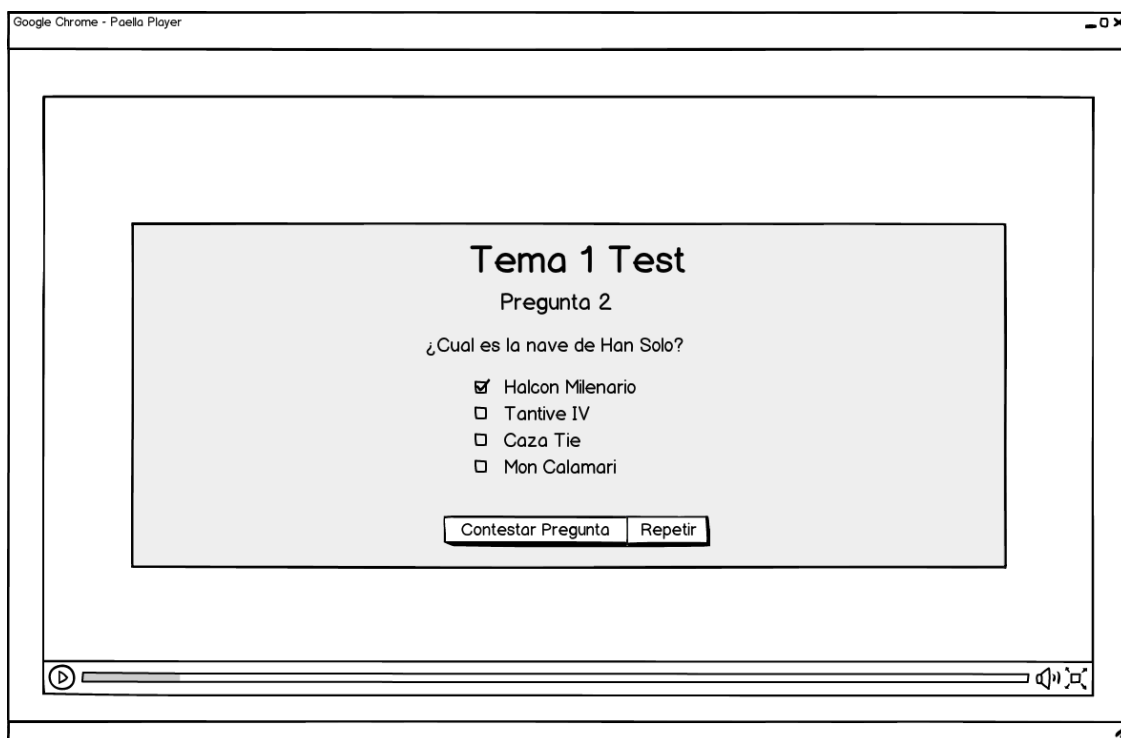 Google Chrome - Paella Player
Tema 1 Test
Pregunta 2
¿Cual es la nave de Han Solo?
Halcon Milenario
Tantive IV
Caza Tie
Mon Calamari
Contestar Pregunta Repetir